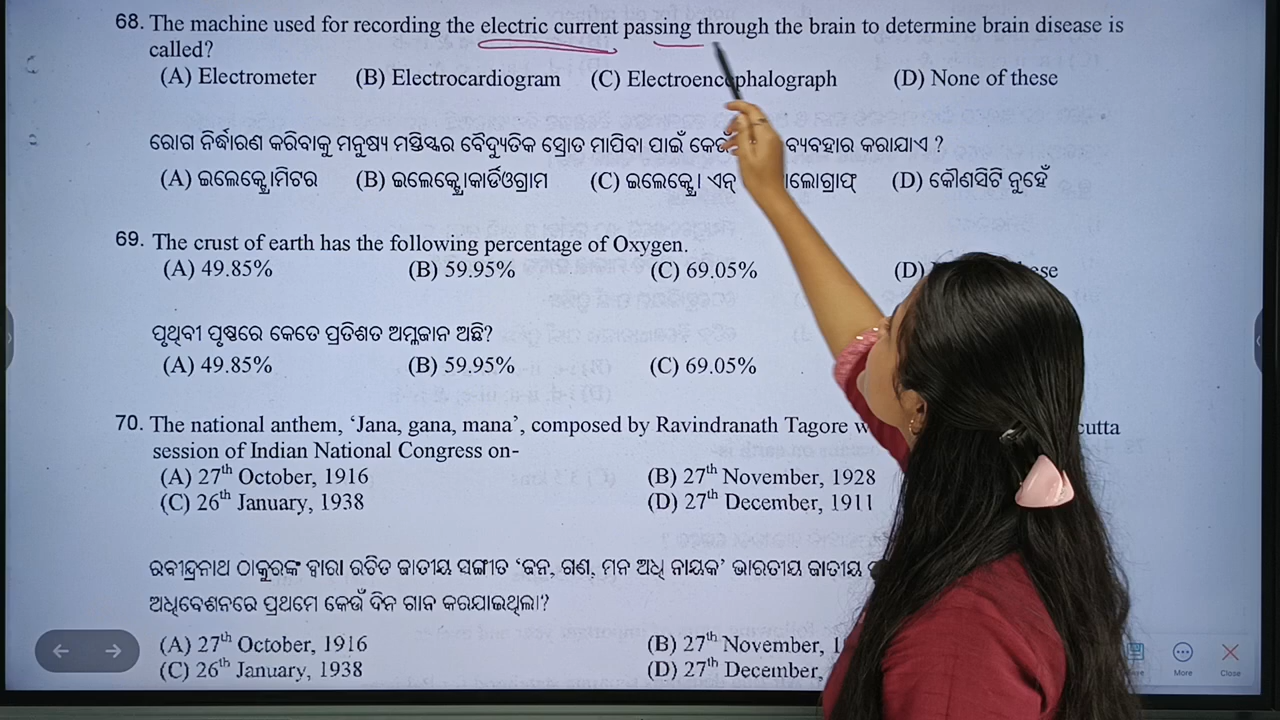 68. The machine used for recording the electric current passing through the brain to determine brain disease is
called?
(A) Electrometer (B) Electrocardiogram (C) Electroencephalograph (D) None of these
ରୋଗ ନିର୍ଦ୍ଧାରଣ କରିବାକୁ ମନୁଷ୍ୟ ମସ୍ତିଷ୍କର ବୈଦ୍ୟୁତିକ ସ୍ରୋତ ମାପିବା ପାଇଁ ବ୍ୟବହାର କରାଯାଏ ?
(A) ଇଲେକ୍ଟ୍ରୋମିଟର (B) ଇଲେକ୍ଟ୍ରୋକାର୍ଡିଓଗ୍ରାମ (C) ଇଲେକ୍ଟ୍ରୋ ଏନ୍ (D) କୌଣସିଟି ନୁହେଁ
69. The crust of earth has the following percentage of Oxygen.
(A) 49.85% (B) 59.95% (C) 69.05% (D)
ପୃଥିବୀ ପୃଷ୍ଠରେ କେତେ ପ୍ରତିଶତ ଅମ୍ଳଜାନ ଅଛି?
(A) 49.85% (B) 59.95% (C) 69.05%
70. The national anthem, ‘Jana, gana, mana’, composed by Ravindranath Tagore
session of Indian National Congress on-
(A) 27th October, 1916 (B) 27th November, 1928
(C) 26th January, 1938 (D) 27th December, 1911
ରବୀନ୍ଦ୍ରନାଥ ଠାକୁରଙ୍କ ଦ୍ୱାରା ରଚିତ ଜାତୀୟ ସଙ୍ଗୀତ ‘ଜନ, ଗଣ, ମନ ଅଧି ନାୟକ’ ଭାରତୀୟ ଜାତୀୟ
ଅଧିବେଶନରେ ପ୍ରଥମେ କେଉଁ ଦିନ ଗାନ କରଯାଇଥିଲା?
(A) 27th October, 1916 (B) 27th November,
(C) 26th January, 1938 (D) 27th December,
More Close